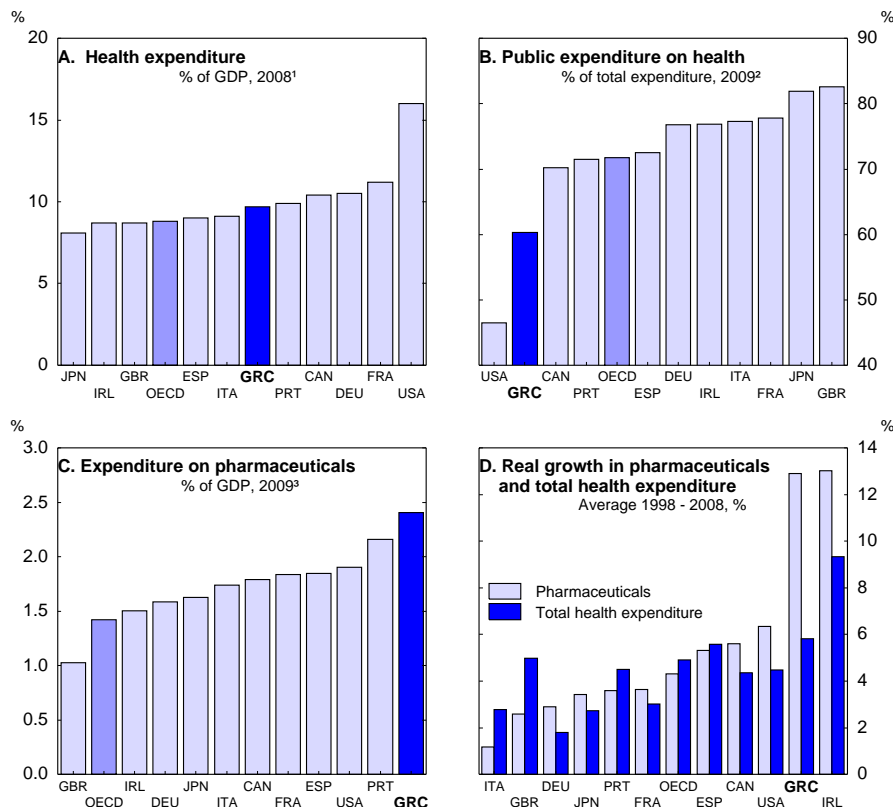 %
A. Health expenditure
% of GDP, 2008¹
20
15
10
5
0
JPN
IRL
GBR
OECD
ESP
ITA
GRC
PRT
CAN
DEU
FRA
USA
%
B. Public expenditure on health
% of total expenditure, 2009²
90
80
70
60
50
40
USA
GRC
CAN
PRT
OECD
ESP
DEU
IRL
ITA
FRA
JPN
GBR
%
C. Expenditure on pharmaceuticals
% of GDP, 2009³
3.0
2.5
2.0
1.5
1.0
0.5
0.0
GBR
OECD
IRL
DEU
JPN
ITA
CAN
FRA
ESP
USA
PRT
GRC
%
D. Real growth in pharmaceuticals
and total health expenditure
Average 1998 - 2008, %
Pharmaceuticals
Total health expenditure
14
12
10
8
6
4
2
0
ITA
GBR
DEU
JPN
PRT
FRA
OECD
ESP
CAN
USA
GRC
IRL